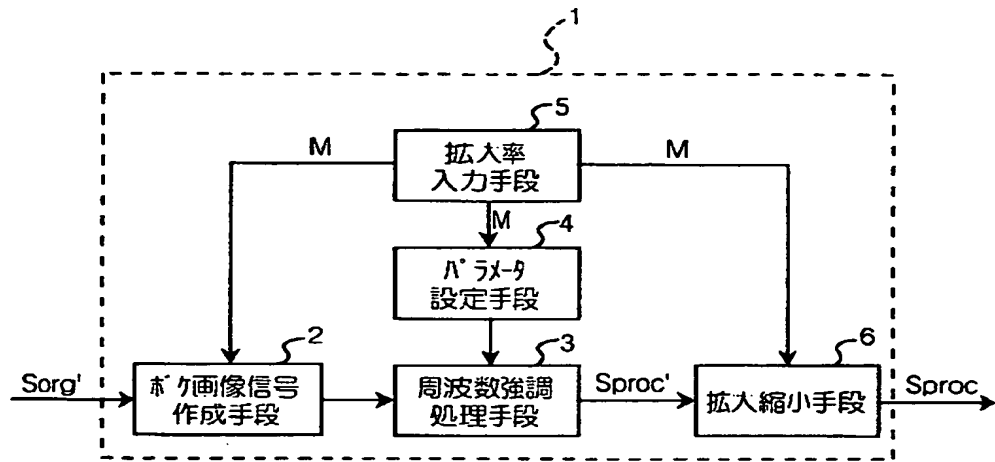 1
5
拡大率
入力手段
M
M
M
4
パラメータ
設定手段
2
3
6
Sorg'
ボケ画像信号
作成手段
周波数強調
処理手段
Sproc'
拡大縮小手段
Sproc